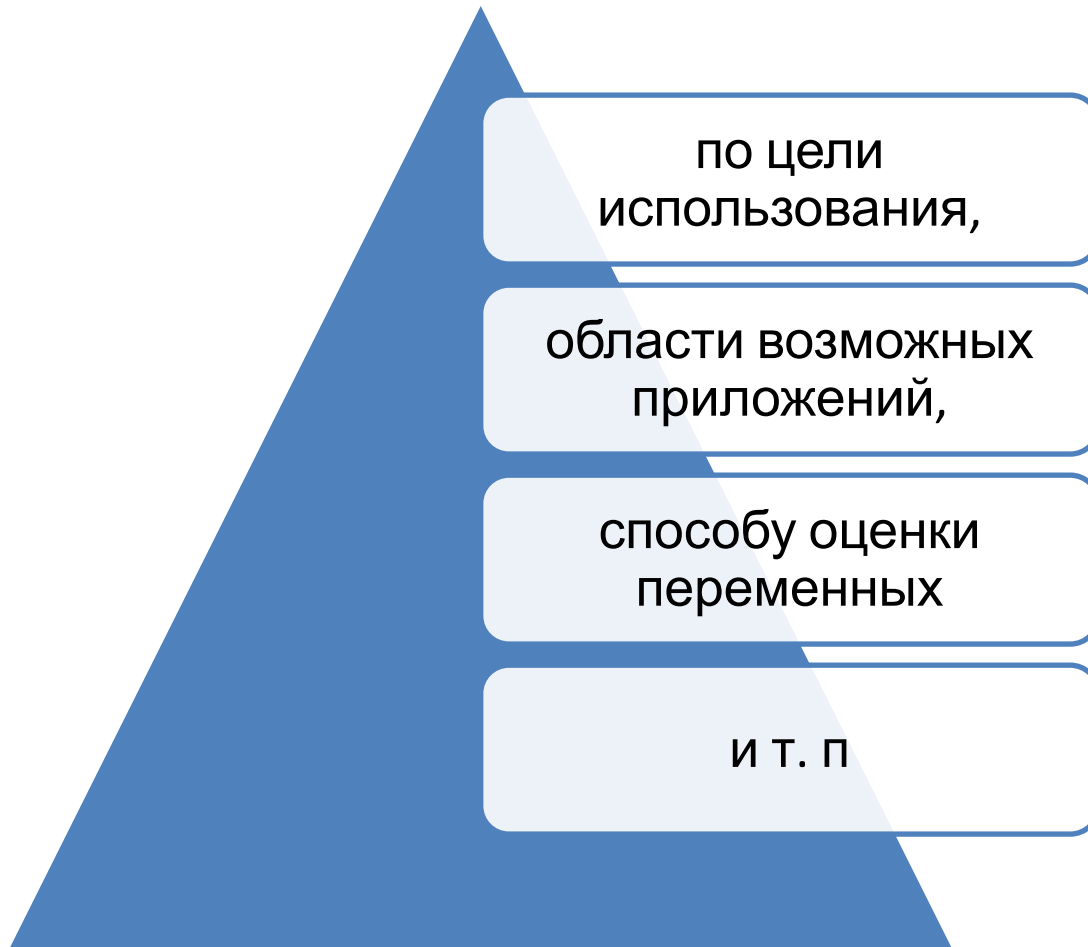 по цели
использования,
области возможных
приложений,
способу оценки
переменных
и т. п